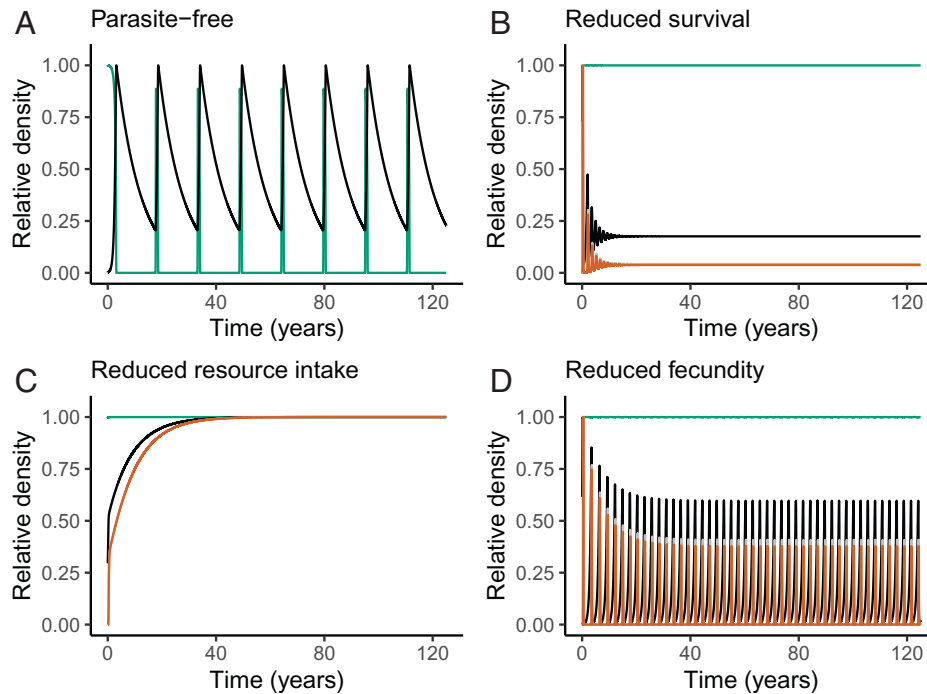 A Parasite−free
Relative density
1.00
0.75
0.50
0.25
0.00
0 40 80 120
Time (years)
B Reduced survival
Relative density
1.00
0.75
0.50
0.25
0.00
0 40 80 120
Time (years)
C Reduced resource intake
Relative density
1.00
0.75
0.50
0.25
0.00
0 40 80 120
Time (years)
D Reduced fecundity
Relative density
1.00
0.75
0.50
0.25
0.00
0 40 80 120
Time (years)